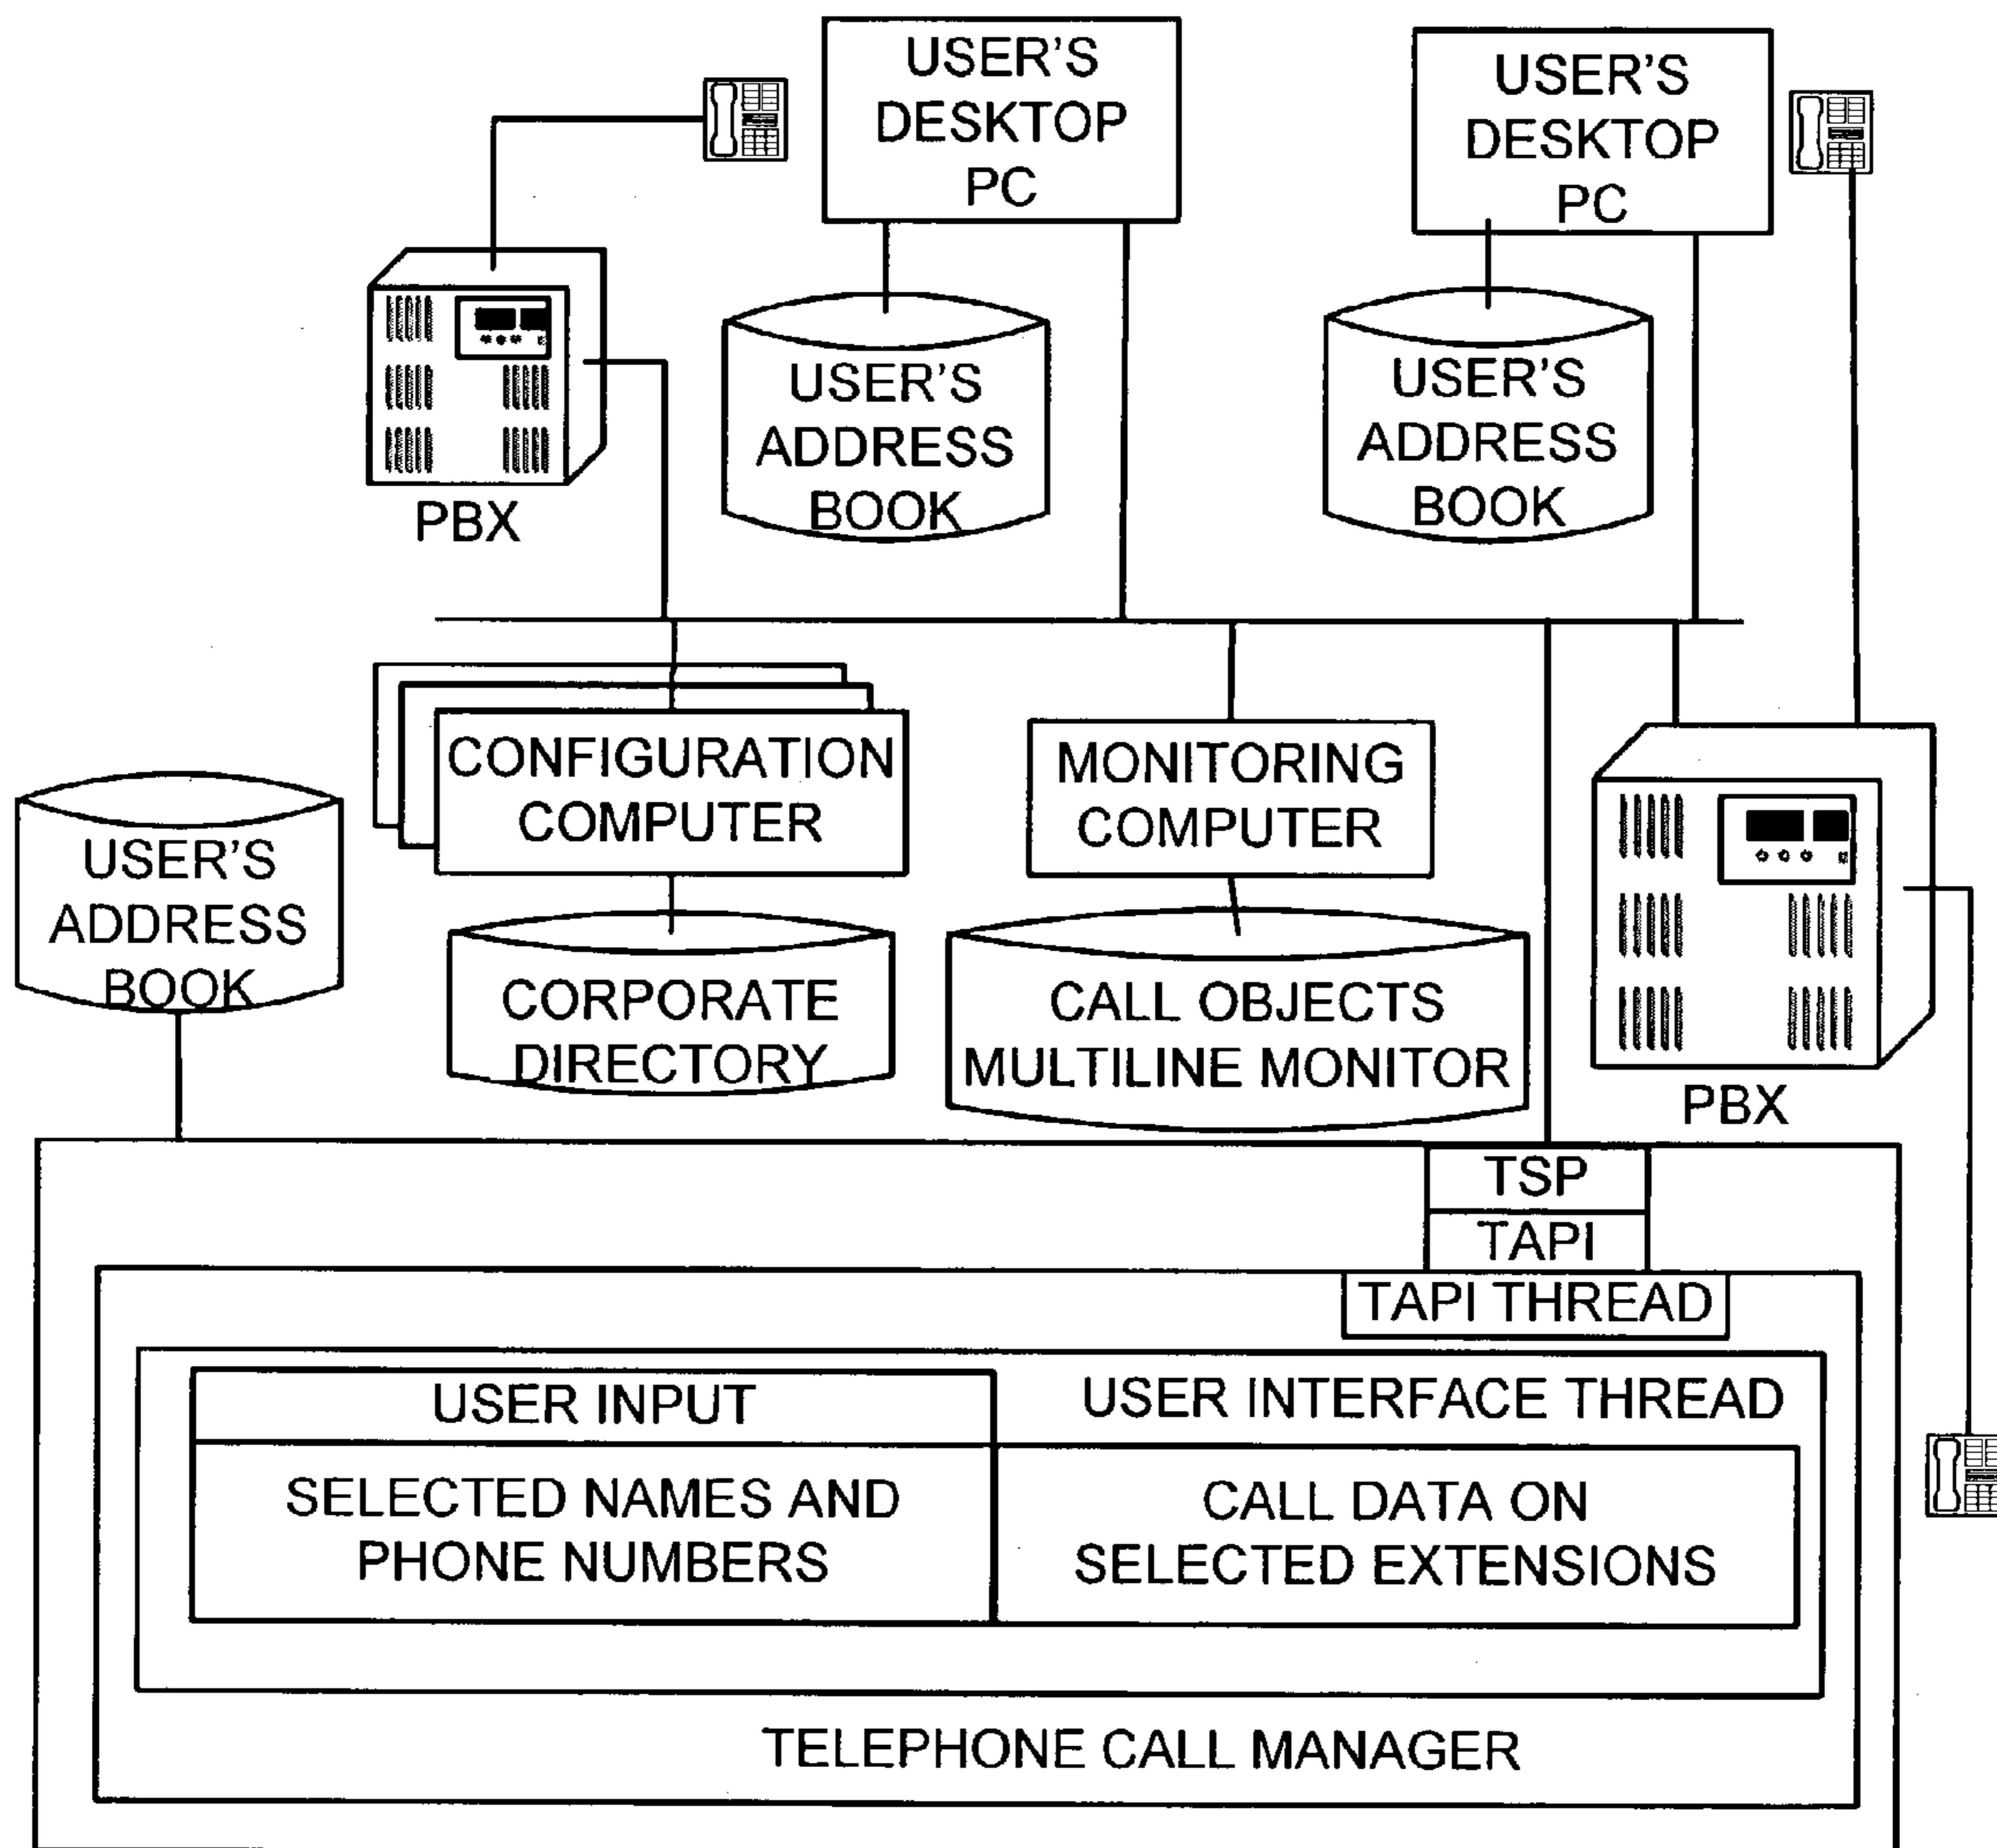 USER'S
DESKTOP
PC
USER'S
DESKTOP
PC
USER'S
ADDRESS
BOOK
USER'S
ADDRESS
BOOK
PBX
CONFIGURATION
COMPUTER
MONITORING
COMPUTER
USER'S
ADDRESS
BOOK
CORPORATE
DIRECTORY
CALL OBJECTS
MULTILINE MONITOR
PBX
TSP
TAPI
TAPI THREAD
USER INPUT
USER INTERFACE THREAD
SELECTED NAMES AND
PHONE NUMBERS
CALL DATA ON
SELECTED EXTENSIONS
TELEPHONE CALL MANAGER